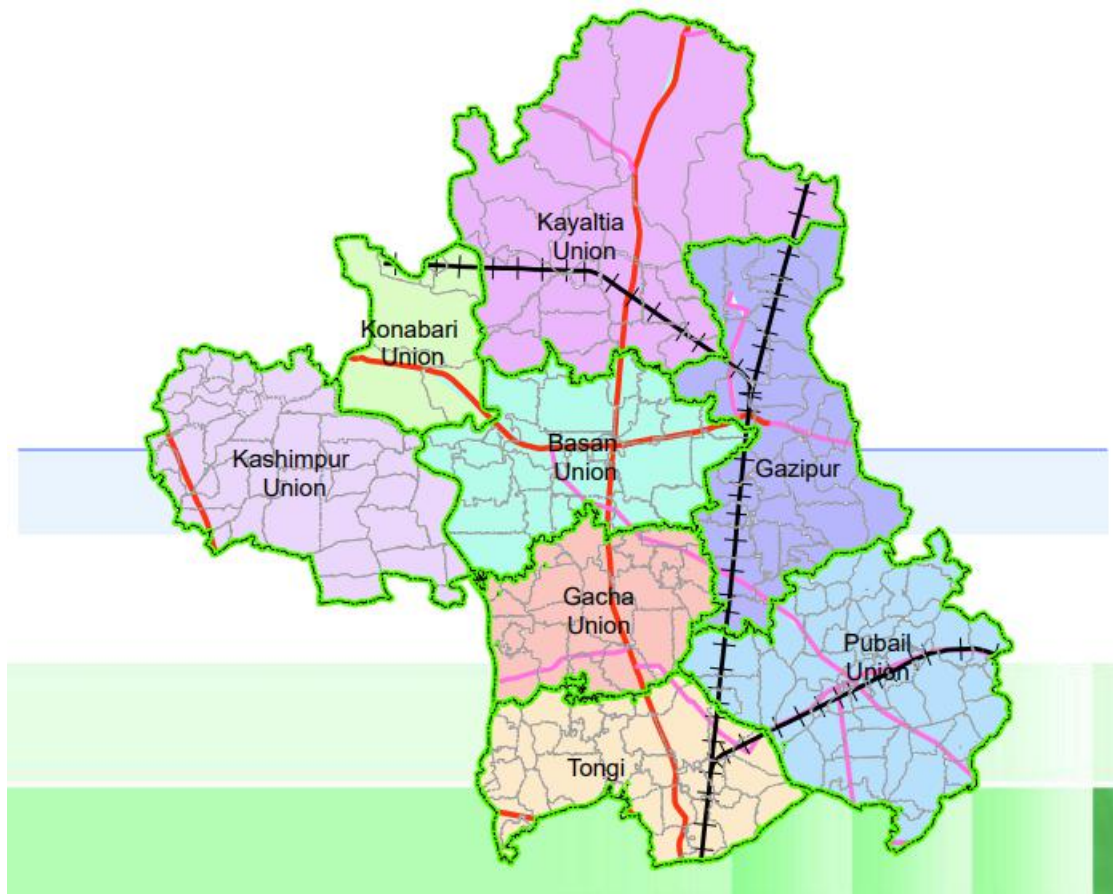 Kayaltia
Union
Konabari
Union
Kashimpur
Union
Basan
Union
Gazipur
Gacha
Union
Pubail
Union
Tongi